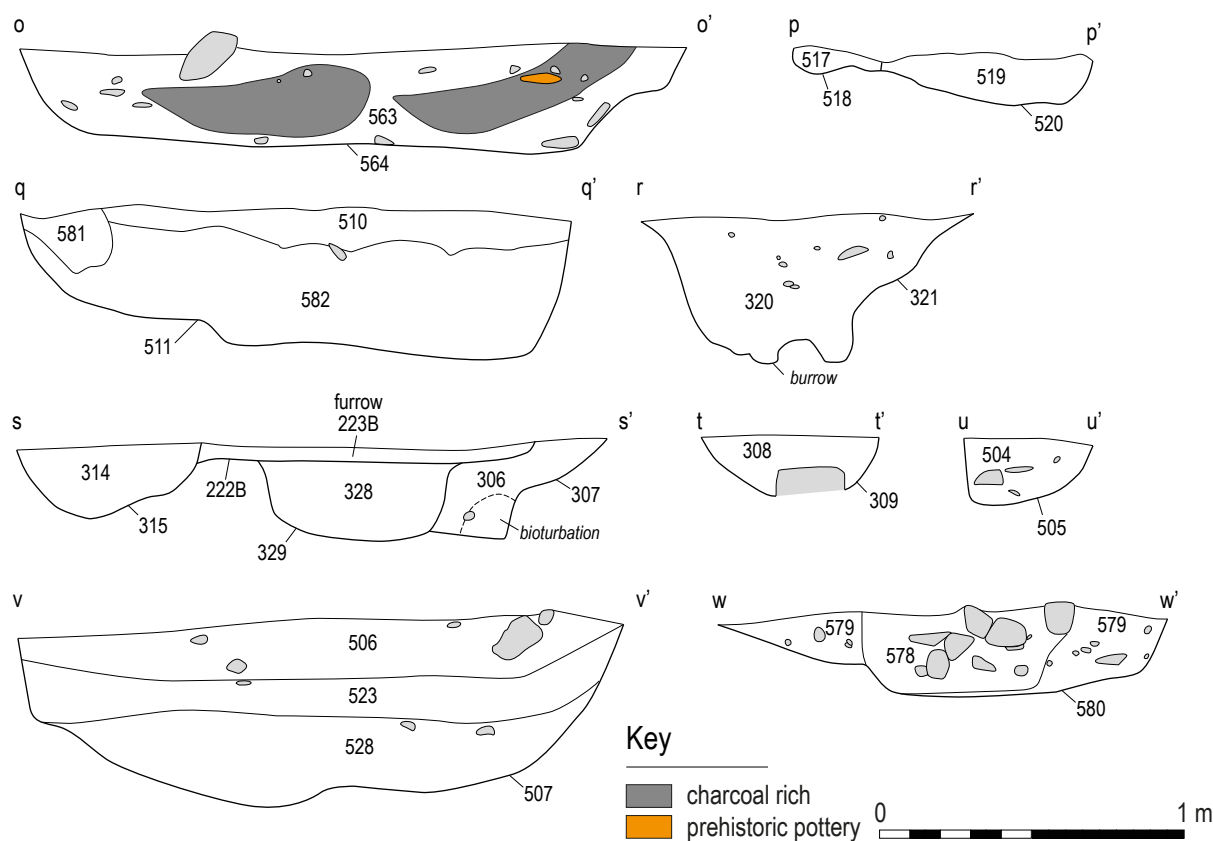 o o’
563
564
p p’
517
518
519
520
q q’
581
510
582
511
r r’
320
321
burrow
s s’
furrow
223B
314
222B
328
306
307
315
329
bioturbation
t t’
308
309
u u’
504
505
v v’
506
523
528
507
w w’
579
578
579
580
Key
charcoal rich
prehistoric pottery
0 1 m